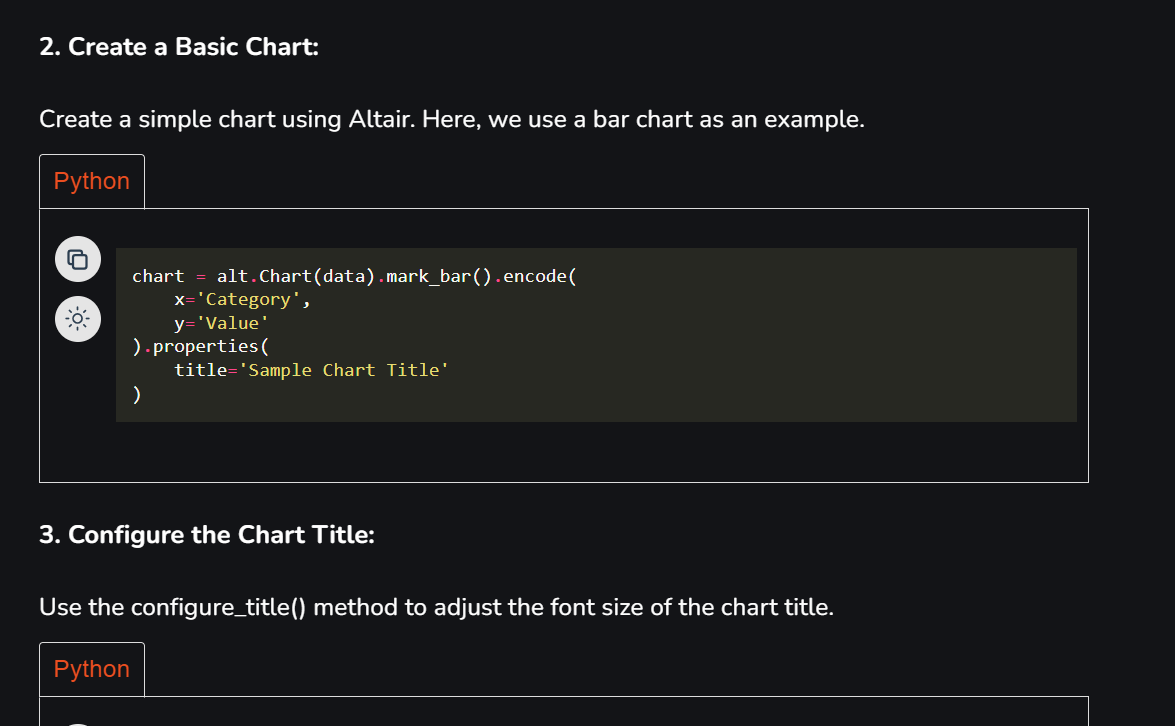 2. Create a Basic Chart:
Create a simple chart using Altair. Here, we use a bar chart as an example.
Python
chart = alt.Chart(data).mark_bar().encode(
    x='Category',
    y='Value'
).properties(
    title='Sample Chart Title'
)
3. Configure the Chart Title:
Use the configure_title() method to adjust the font size of the chart title.
Python